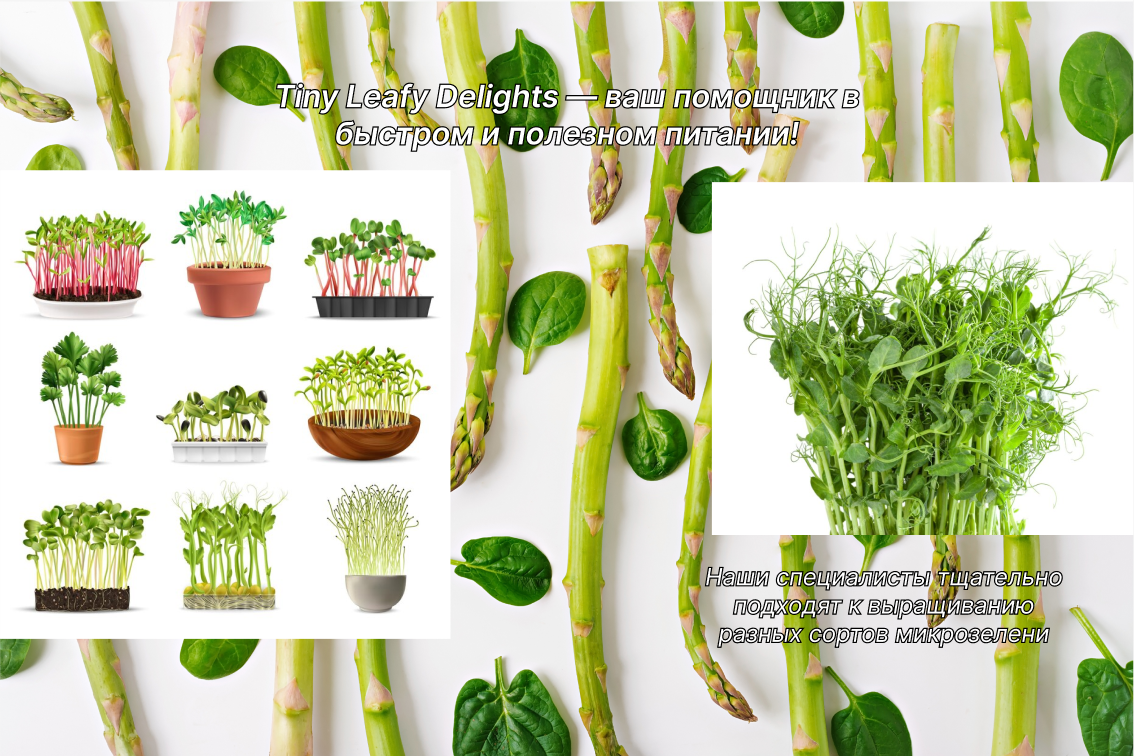 Tiny Leafy Delights — ваш помощник в
быстром и полезном питании!
Наши специалисты тщательно
подходят к выращиванию
разных сортов микрозелени